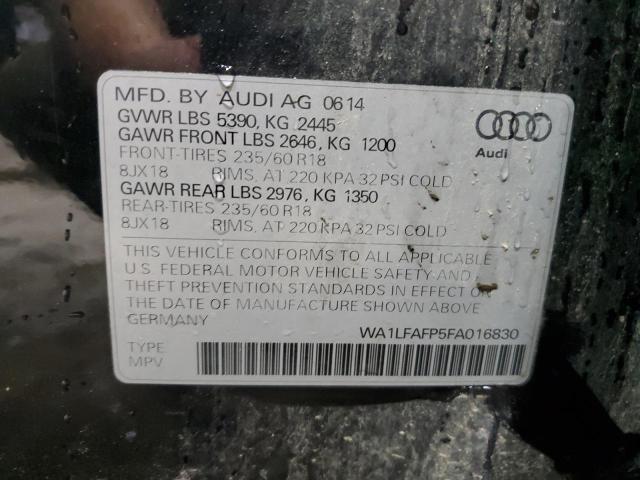 MFD. BY AUDI AG 0614
GVWR LBS 5390, KG 2445
GAWR FRONT LBS 2646, KG 1200
FRONT-TIRES 235/60 R18
8JX18 RIMS, AT 220 KPA 32 PSI COLD
GAWR REAR LBS 2976, KG 1350
REAR-TIRES 235/60 R18
8JX18 RIMS, AT 220 KPA 32 PSI COLD
Audi
THIS VEHICLE CONFORMS TO ALL APPLICABLE
U.S. FEDERAL MOTOR VEHICLE SAFETY AND
THEFT PREVENTION STANDARDS IN EFFECT ON
THE DATE OF MANUFACTURE SHOWN ABOVE
GERMANY
WA1LFAFP5FA016830
TYPE
MPV